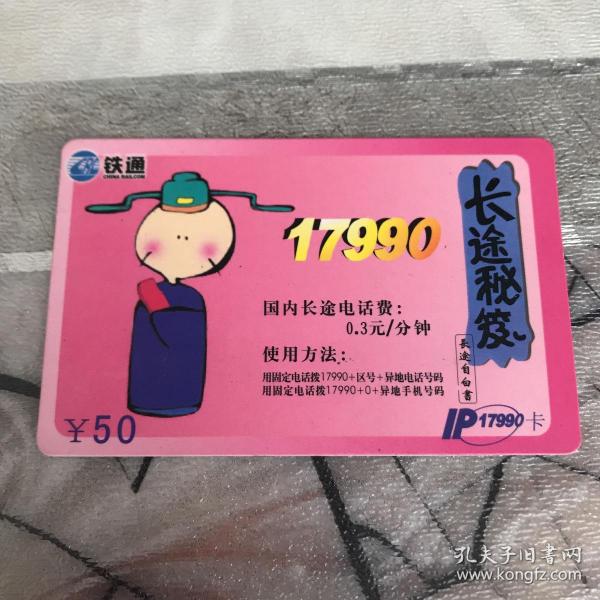 铁通
CHINA RAILCOM
17990
长途秘笈
长途自白書
国内长途电话费：
0.3元/分钟
使用方法：
用固定电话拨17990+区号+异地电话号码
用固定电话拨17990+0+异地手机号码
￥50
IP17990卡
孔夫子旧书网
www.kongfz.com